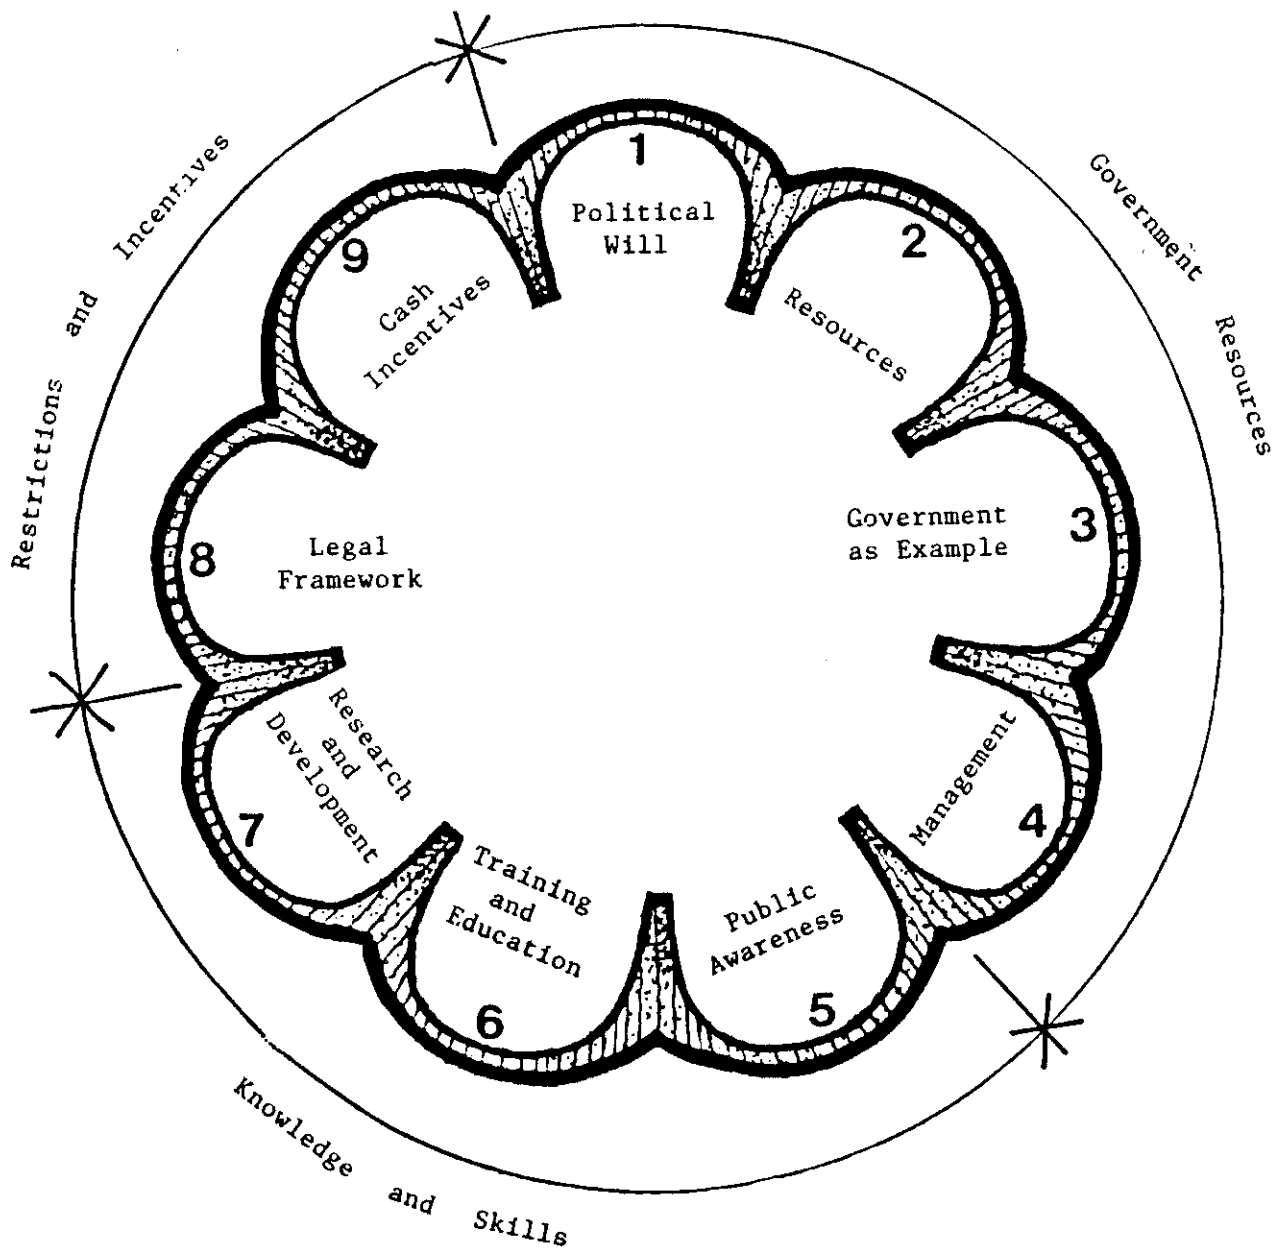 1
Political
Will
2
Resources
3
Government
as Example
4
Management
5
Public
Awareness
6
Training
and
Education
7
Research
and
Development
8
Legal
Framework
9
Cash
Incentives
Government Resources
Knowledge and Skills
Restrictions and Incentives